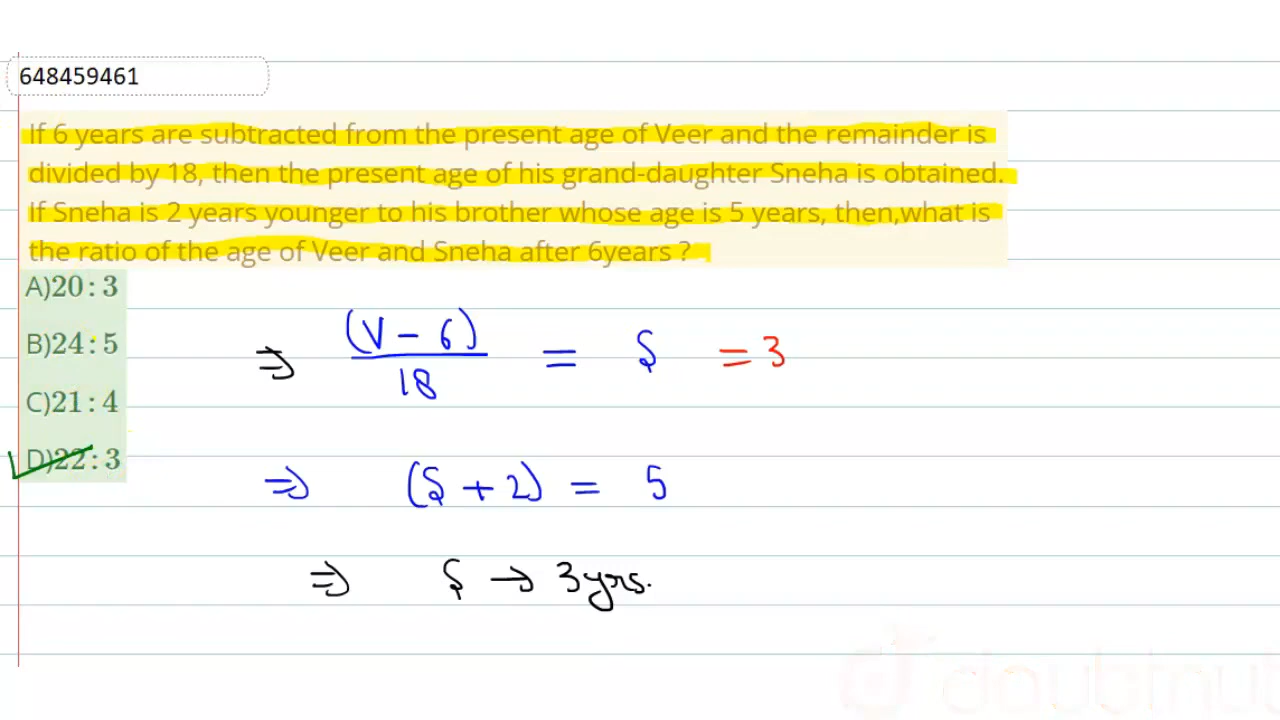 648459461
If 6 years are subtracted from the present age of Veer and the remainder is
divided by 18, then the present age of his grand-daughter Sneha is obtained.
If Sneha is 2 years younger to his brother whose age is 5 years, then,what is
the ratio of the age of Veer and Sneha after 6years ?
A)20 : 3
B)24 : 5
C)21 : 4
D)22 : 3
⇒ (V - 6) / 18 = S = 3
⇒ (S + 2) = 5
⇒ S → 3yrs.
doubtnut